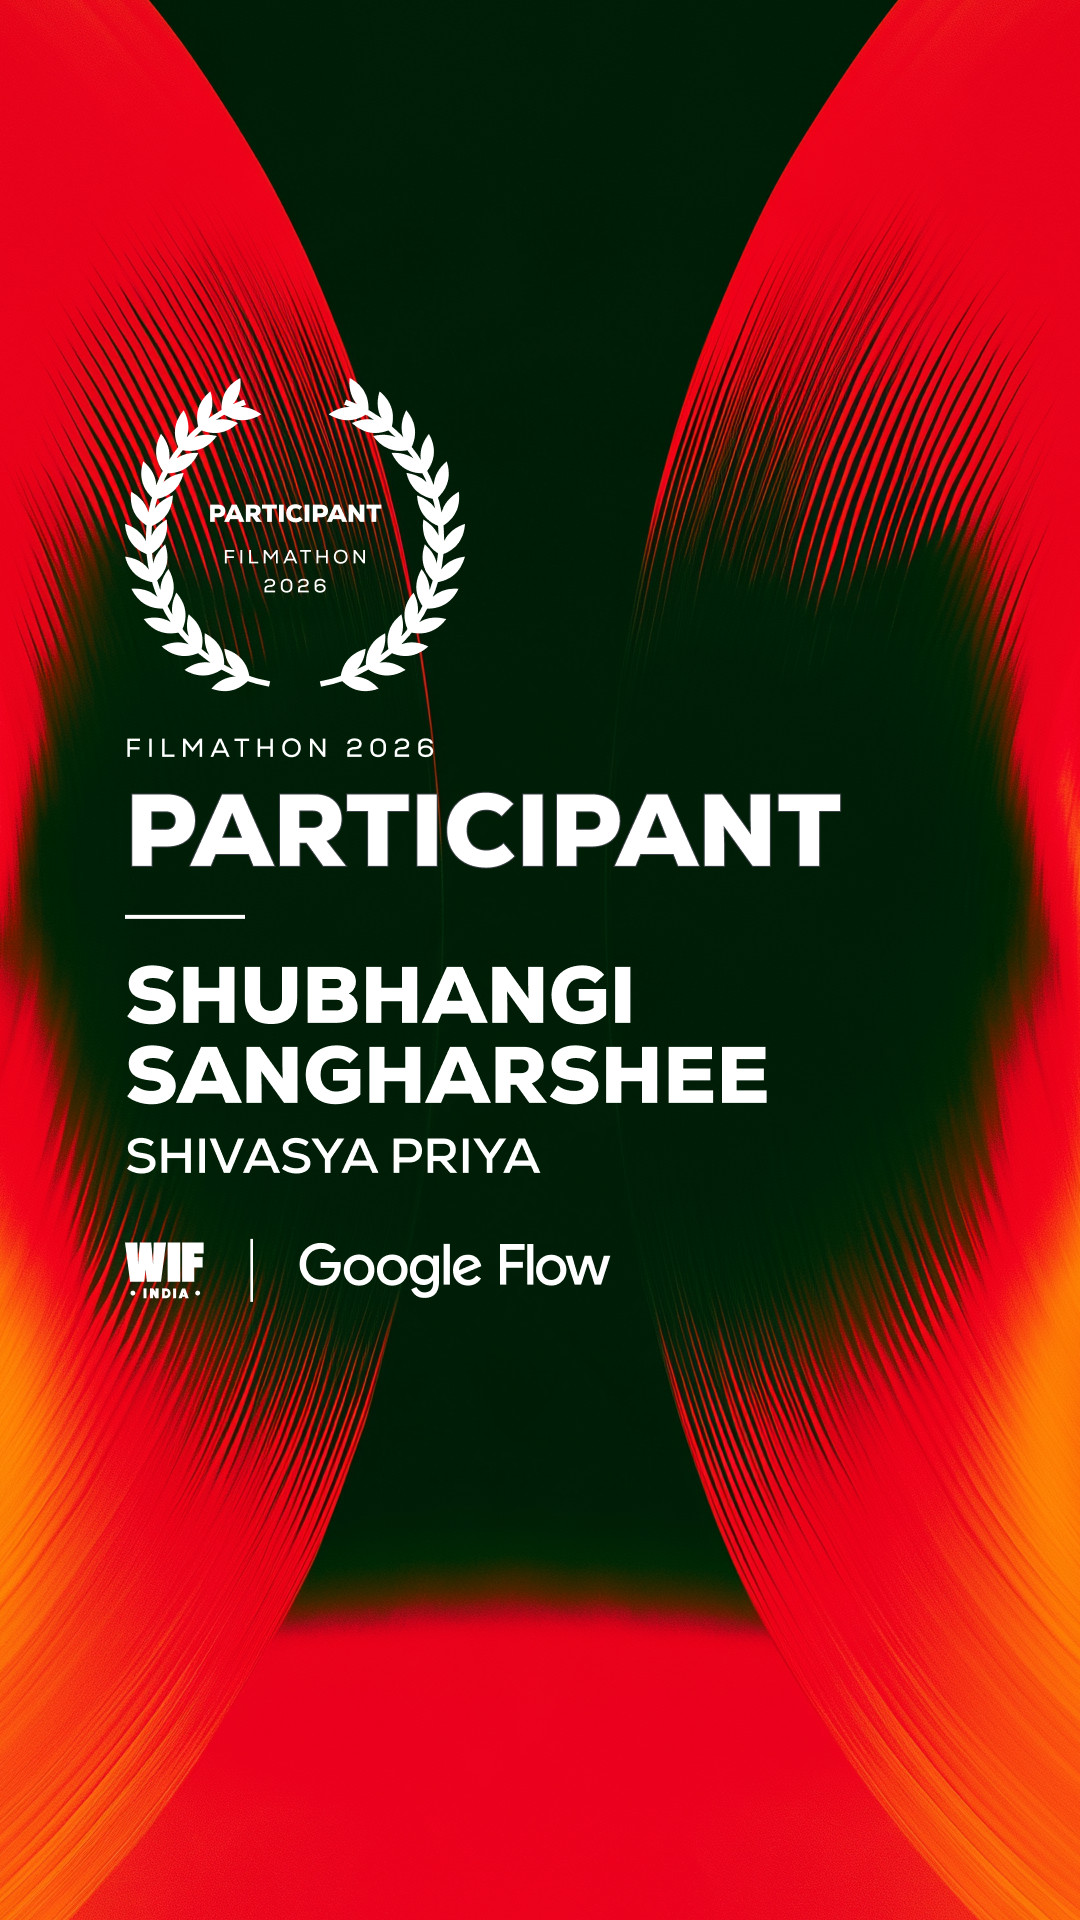 PARTICIPANT
FILMATHON
2026
FILMATHON 2026
PARTICIPANT
SHUBHANGI
SANGHARSHEE
SHIVASYA PRIYA
WIF
• INDIA •
Google Flow